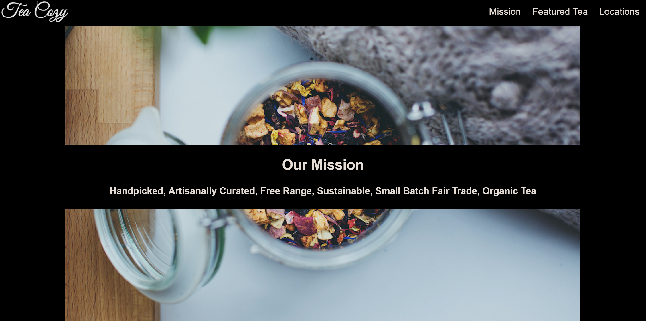 Tea Cozy
Mission Featured Tea Locations
Our Mission
Handpicked, Artisanally Curated, Free Range, Sustainable, Small Batch Fair Trade, Organic Tea